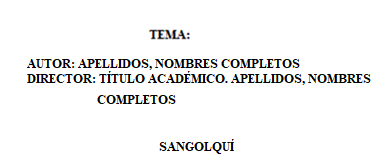 TEMA:
AUTOR: APELLIDOS, NOMBRES COMPLETOS
DIRECTOR: TÍTULO ACADÉMICO. APELLIDOS, NOMBRES
COMPLETOS
SANGOLQUÍ